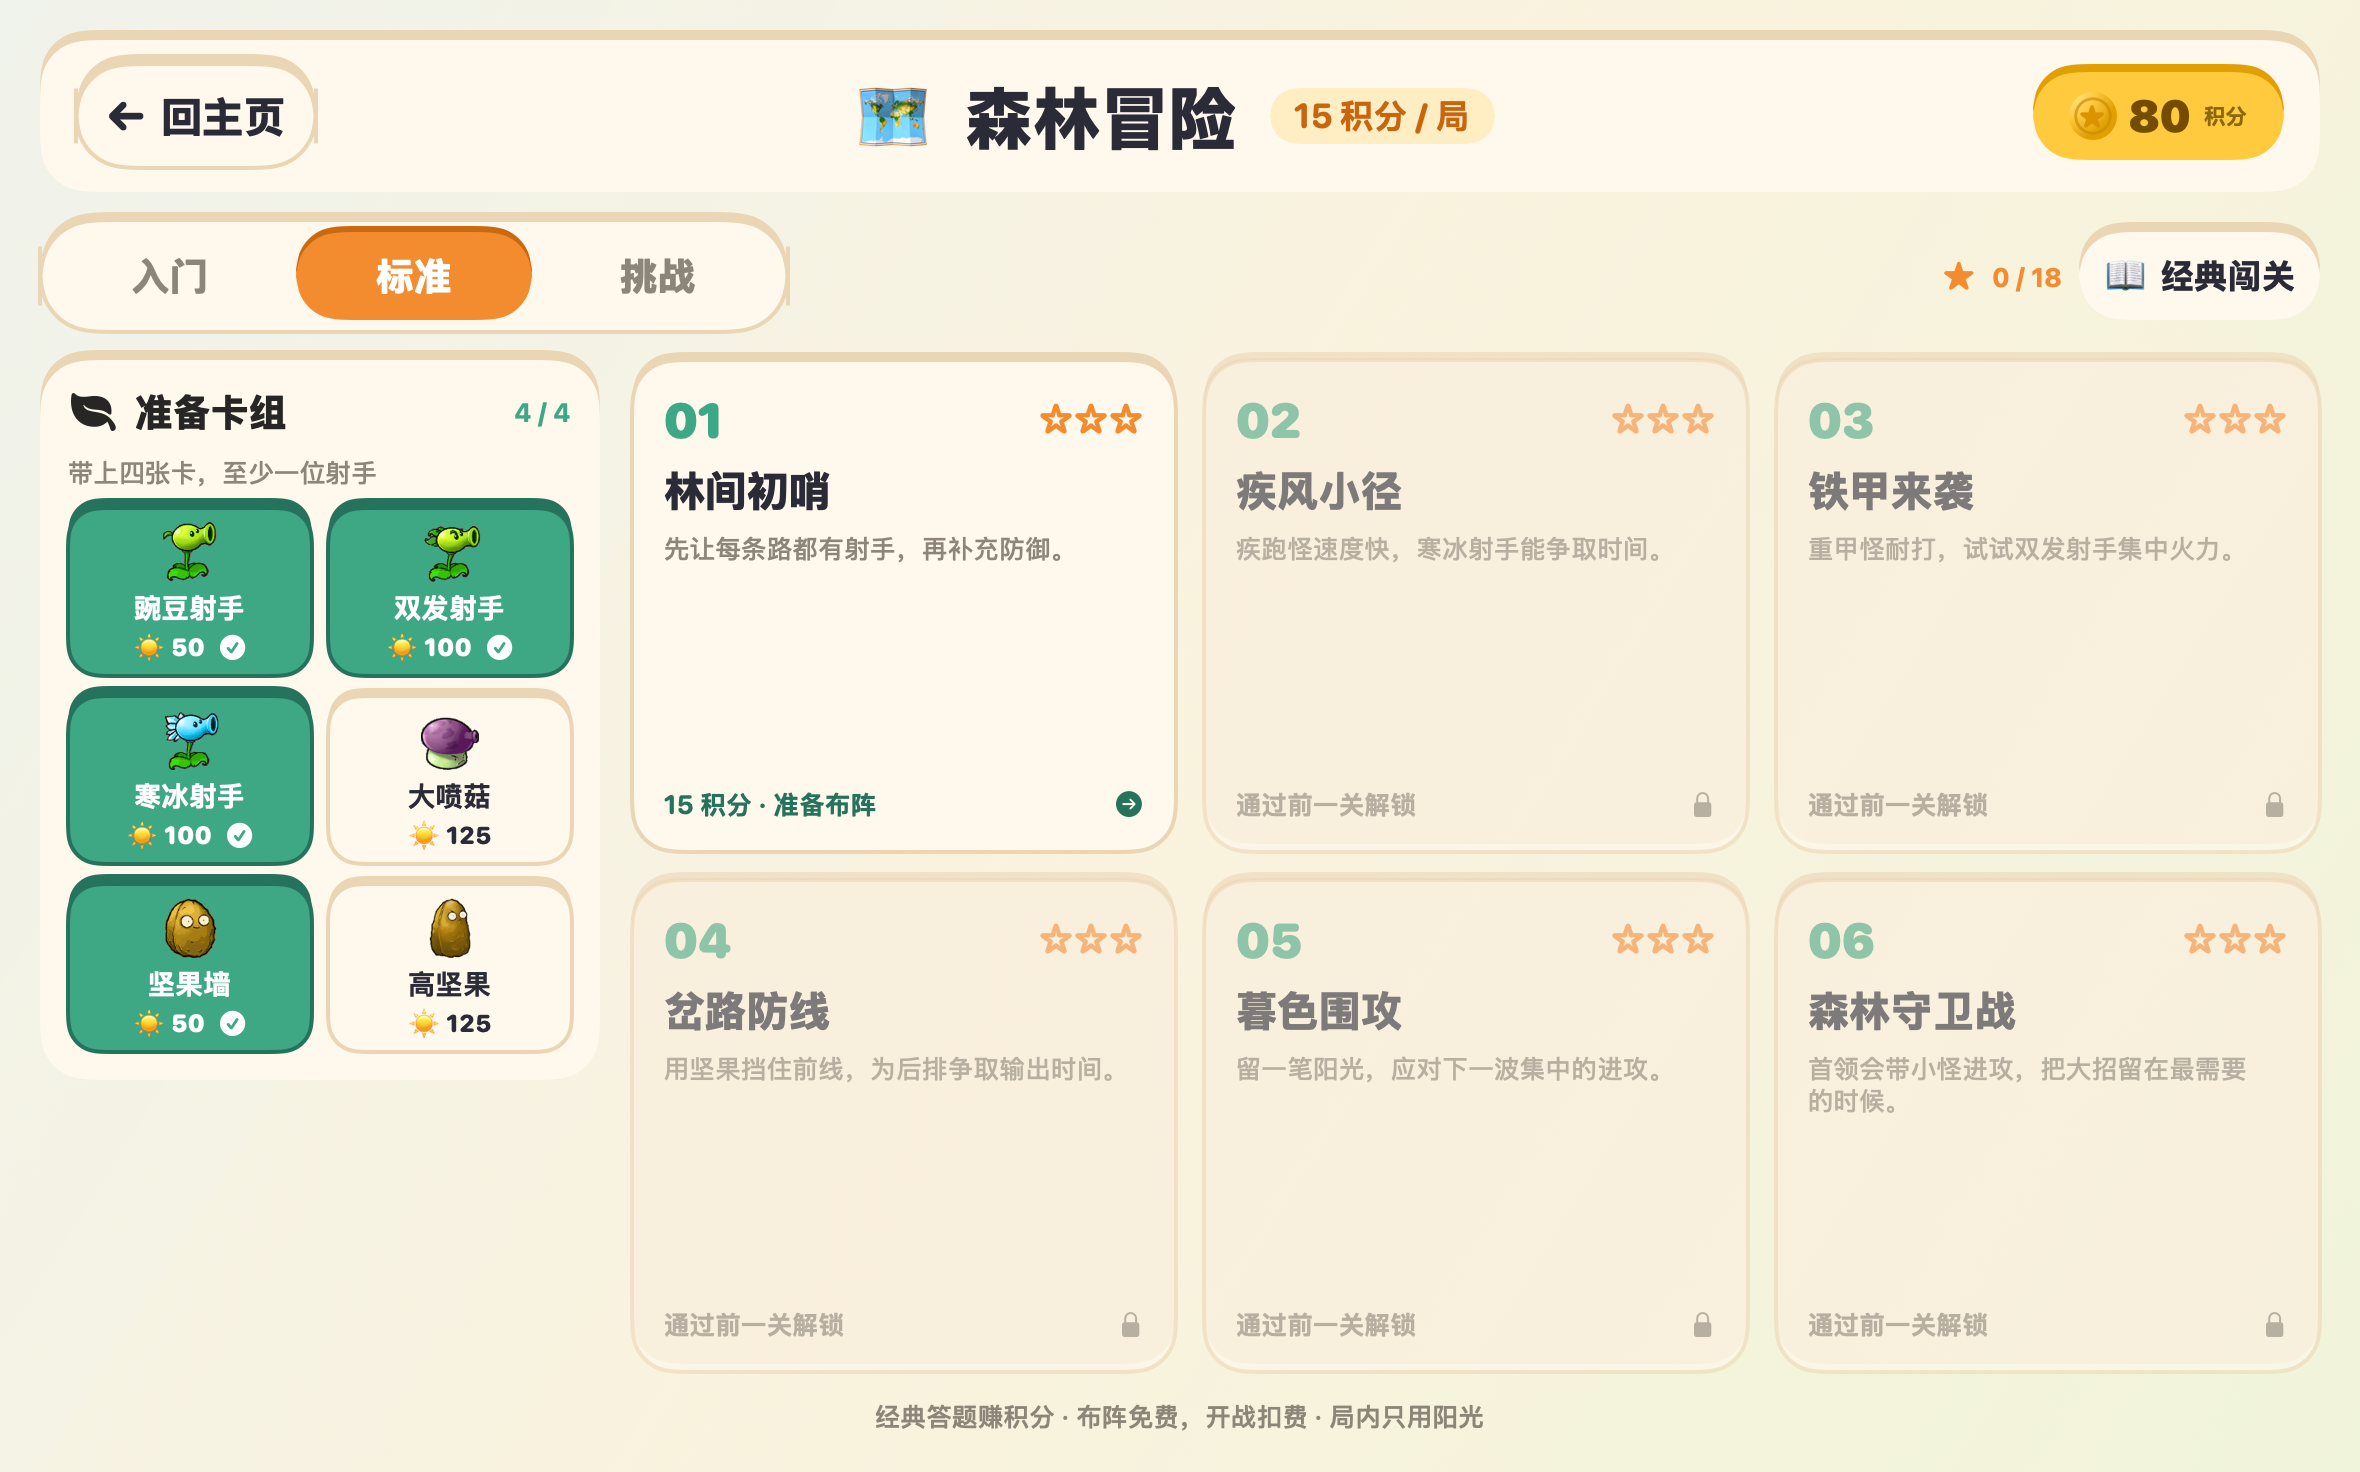 回主页
森林冒险
15 积分 / 局
80 积分
入门
标准
挑战
0 / 18
经典闯关
准备卡组
4 / 4
带上四张卡，至少一位射手
豌豆射手
50
双发射手
100
寒冰射手
100
大喷菇
125
坚果墙
50
高坚果
125
01
林间初哨
先让每条路都有射手，再补充防御。
15 积分 · 准备布阵
02
疾风小径
疾跑怪速度快，寒冰射手能争取时间。
通过前一关解锁
03
铁甲来袭
重甲怪耐打，试试双发射手集中火力。
通过前一关解锁
04
岔路防线
用坚果挡住前线，为后排争取输出时间。
通过前一关解锁
05
暮色围攻
留一笔阳光，应对下一波集中的进攻。
通过前一关解锁
06
森林守卫战
首领会带小怪进攻，把大招留在最需要
的时候。
通过前一关解锁
经典答题赚积分 · 布阵免费，开战扣费 · 局内只用阳光